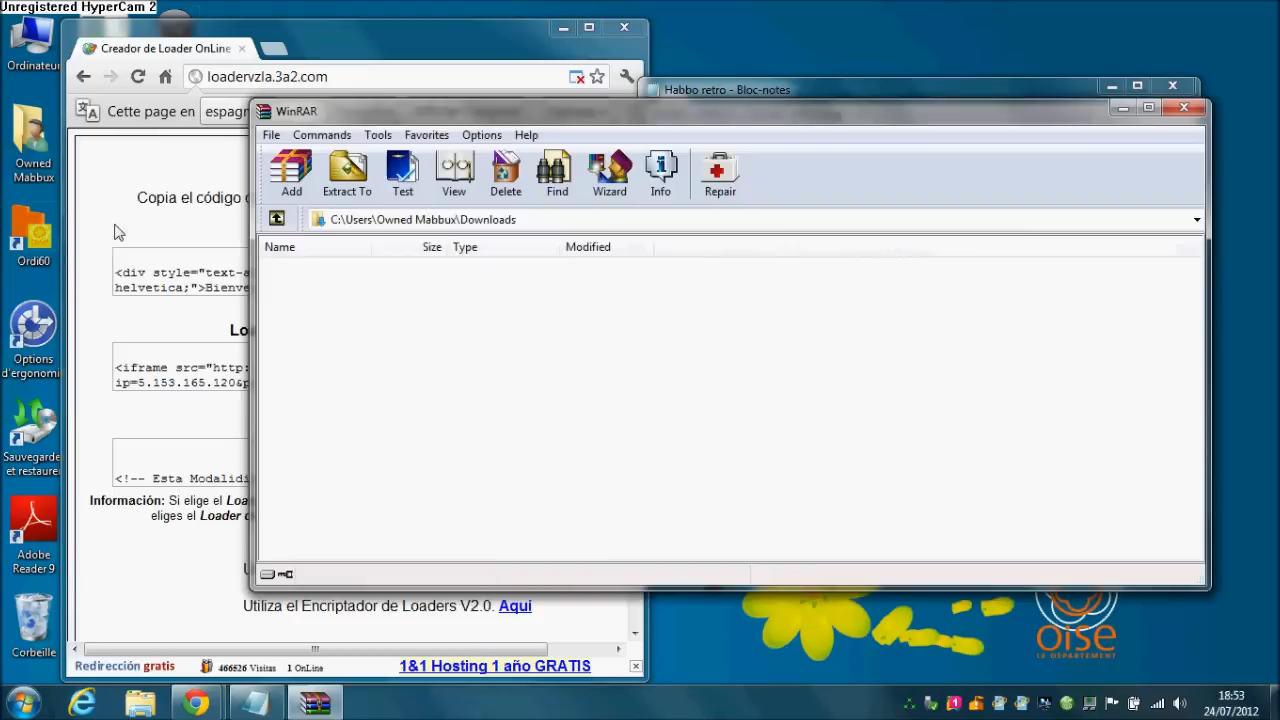 Unregistered HyperCam 2
Ordinateur
Owned
Mabbux
Ordi60
Options
d'ergonomi
Sauvegarde
et restaurer
Adobe
Reader 9
Corbeille
Creador de Loader OnLine
loadervzla.3a2.com
Cette page en
espagn
Copia el código
<div style="text-a
helvetica;">Bienve
Lo
<iframe src="http:
ip=5.153.165.120&p
<!-- Esta Modalid
Información: Si elige el Loa
eliges el Loader
U
Utiliza el Encriptador de Loaders V2.0. Aqui
Redirección gratis
466526 Visitas
1 OnLine
1&1 Hosting 1 año GRATIS
Habbo retro - Bloc-notes
WinRAR
File Commands Tools Favorites Options Help
Add Extract To Test View Delete Find Wizard Info Repair
C:\Users\Owned Mabbux\Downloads
Name Size Type Modified
oise
LE DÉPARTEMENT
18:53
24/07/2012